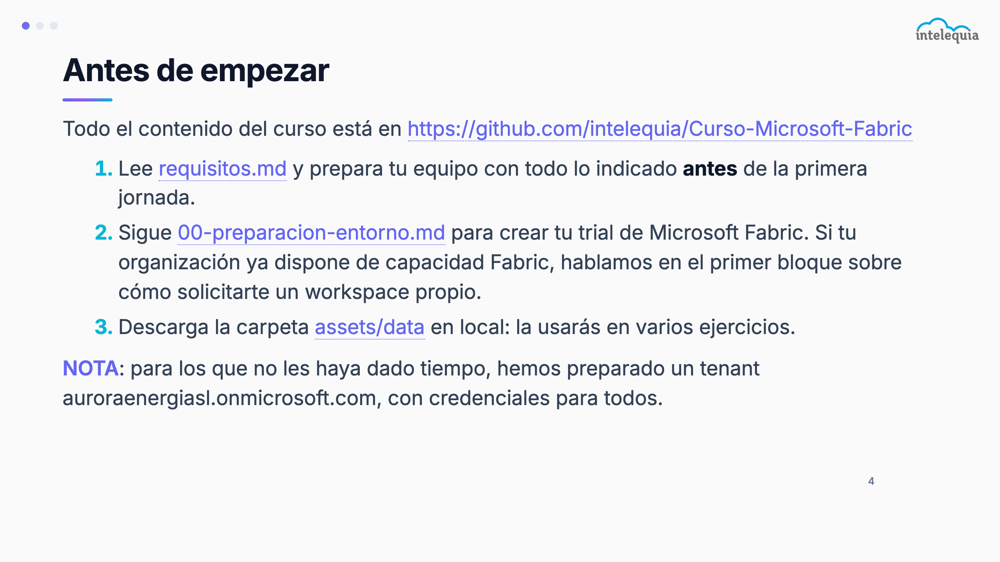 intelequia
Antes de empezar
Todo el contenido del curso está en https://github.com/intelequia/Curso-Microsoft-Fabric
1. Lee requisitos.md y prepara tu equipo con todo lo indicado antes de la primera
jornada.
2. Sigue 00-preparacion-entorno.md para crear tu trial de Microsoft Fabric. Si tu
organización ya dispone de capacidad Fabric, hablamos en el primer bloque sobre
cómo solicitarte un workspace propio.
3. Descarga la carpeta assets/data en local: la usarás en varios ejercicios.
NOTA: para los que no les haya dado tiempo, hemos preparado un tenant
auroraenergiasl.onmicrosoft.com, con credenciales para todos.
4